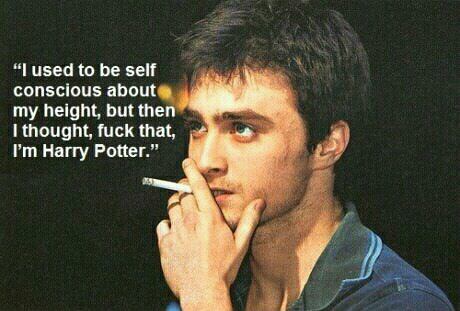 “I used to be self
conscious about
my height, but then
I thought, fuck that,
I’m Harry Potter.”